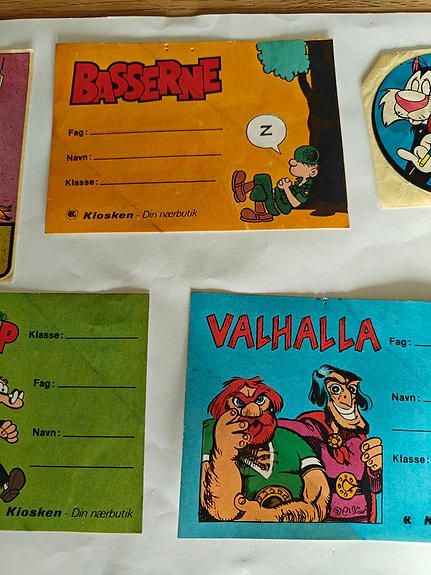 BASSERNE
Fag:
Navn:
Klasse:
Kiosken - Din nærbutik
Z
P
Klasse:
Fag:
Navn:
Kiosken - Din nærbutik
VALHALLA
Fag:
Navn:
Klasse:
K